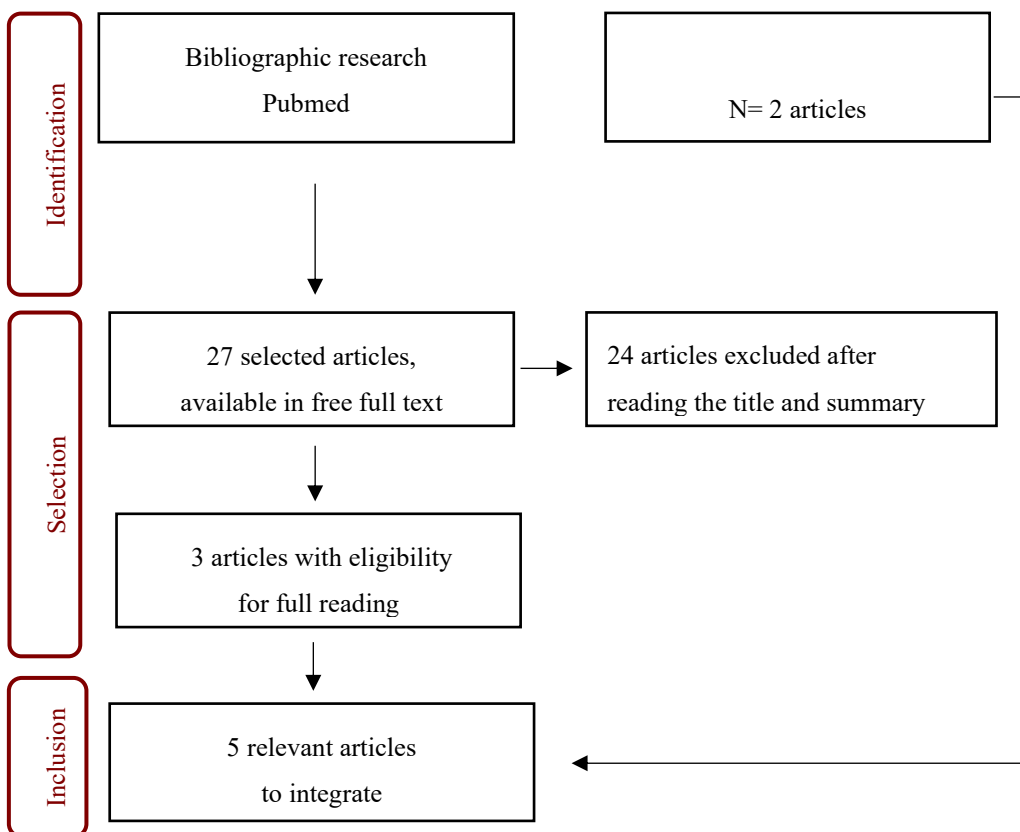 Identification
Bibliographic research
Pubmed
N= 2 articles
Selection
27 selected articles,
available in free full text
24 articles excluded after
reading the title and summary
3 articles with eligibility
for full reading
Inclusion
5 relevant articles
to integrate